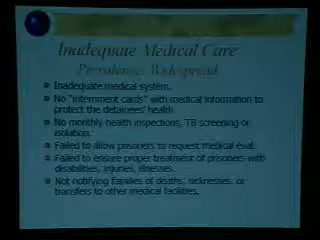 Inadequate Medical Care
Prevalence: Widespread
Inadequate medical system.
No "internment cards" with medical information to
protect the detainees' health.
No monthly health inspections, TB screening or
isolation.
Failed to allow prisoners to request medical eval.
Failed to ensure proper treatment of prisoners with
disabilities, injuries, illnesses.
Not notifying families of deaths, sicknesses, or
transfers to other medical facilities.